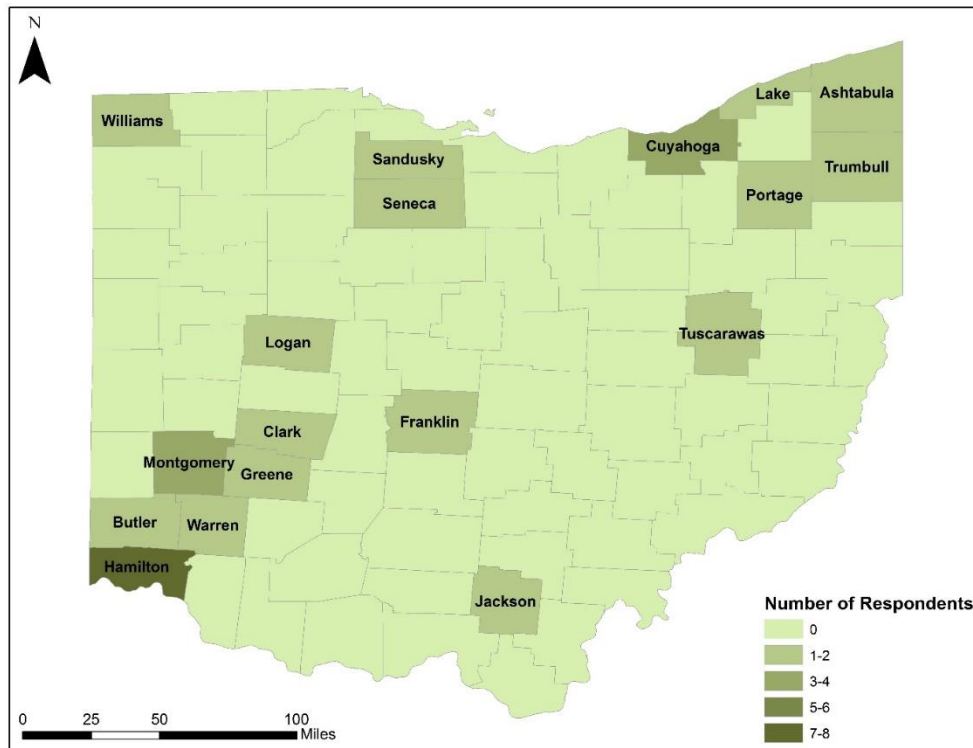 N
Williams
Lake
Ashtabula
Cuyahoga
Sandusky
Trumbull
Seneca
Portage
Tuscarawas
Logan
Franklin
Clark
Montgomery
Greene
Butler
Warren
Hamilton
Jackson
Number of Respondents
0
1-2
3-4
5-6
7-8
0 25 50 100
Miles